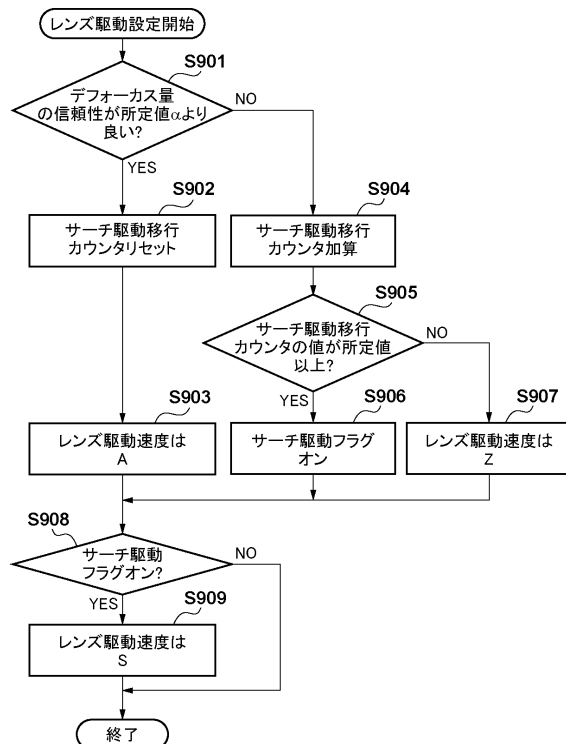 レンズ駆動設定開始
S901
デフォーカス量
の信頼性が所定値αより
良い?
NO
YES
S902
サーチ駆動移行
カウンタリセット
S904
サーチ駆動移行
カウンタ加算
S905
サーチ駆動移行
カウンタの値が所定値
以上?
NO
YES
S903
レンズ駆動速度は
A
S906
サーチ駆動フラグ
オン
S907
レンズ駆動速度は
Z
S908
サーチ駆動
フラグオン?
NO
YES
S909
レンズ駆動速度は
S
終了